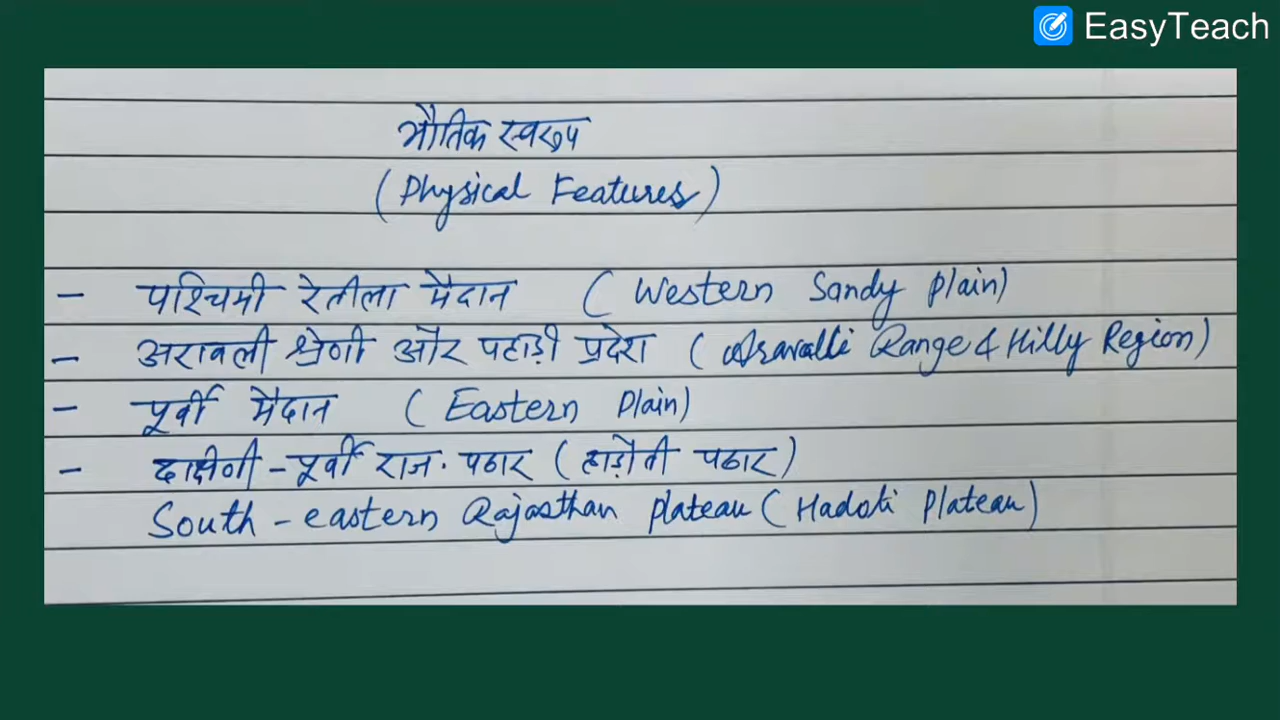 EasyTeach
भौतिक स्वरूप
(Physical Features)
- पश्चिमी रेतीला मैदान (Western Sandy Plain)
- अरावली श्रेणी और पहाड़ी प्रदेश (Aravalli Range & Hilly Region)
- पूर्वी मैदान (Eastern Plain)
- दक्षिणी-पूर्वी राज. पठार (हाड़ौती पठार)
South-eastern Rajasthan Plateau (Hadoti Plateau)